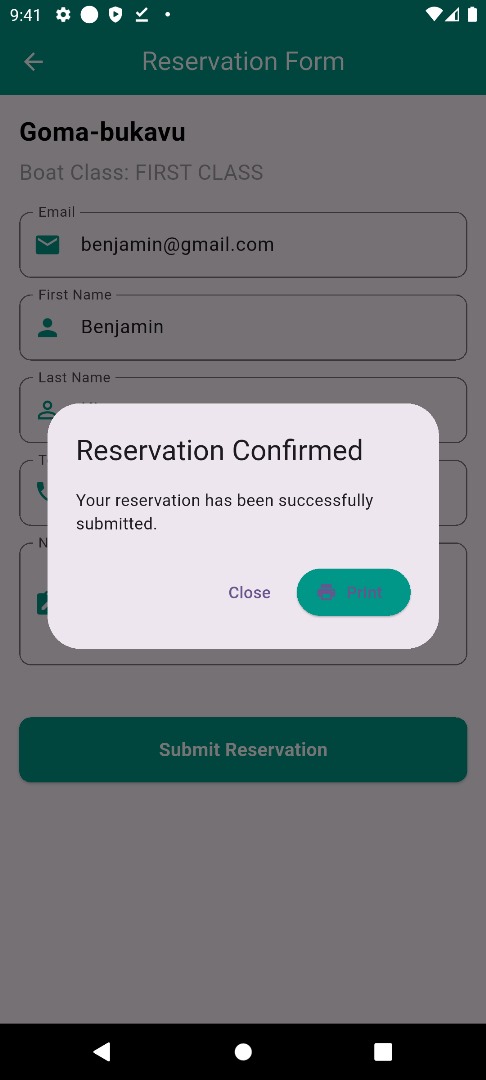 9:41
Reservation Form
Goma-bukavu
Boat Class: FIRST CLASS
Email
benjamin@gmail.com
First Name
Benjamin
Last Name
Reservation Confirmed
Your reservation has been successfully
submitted.
Close
Print
Submit Reservation